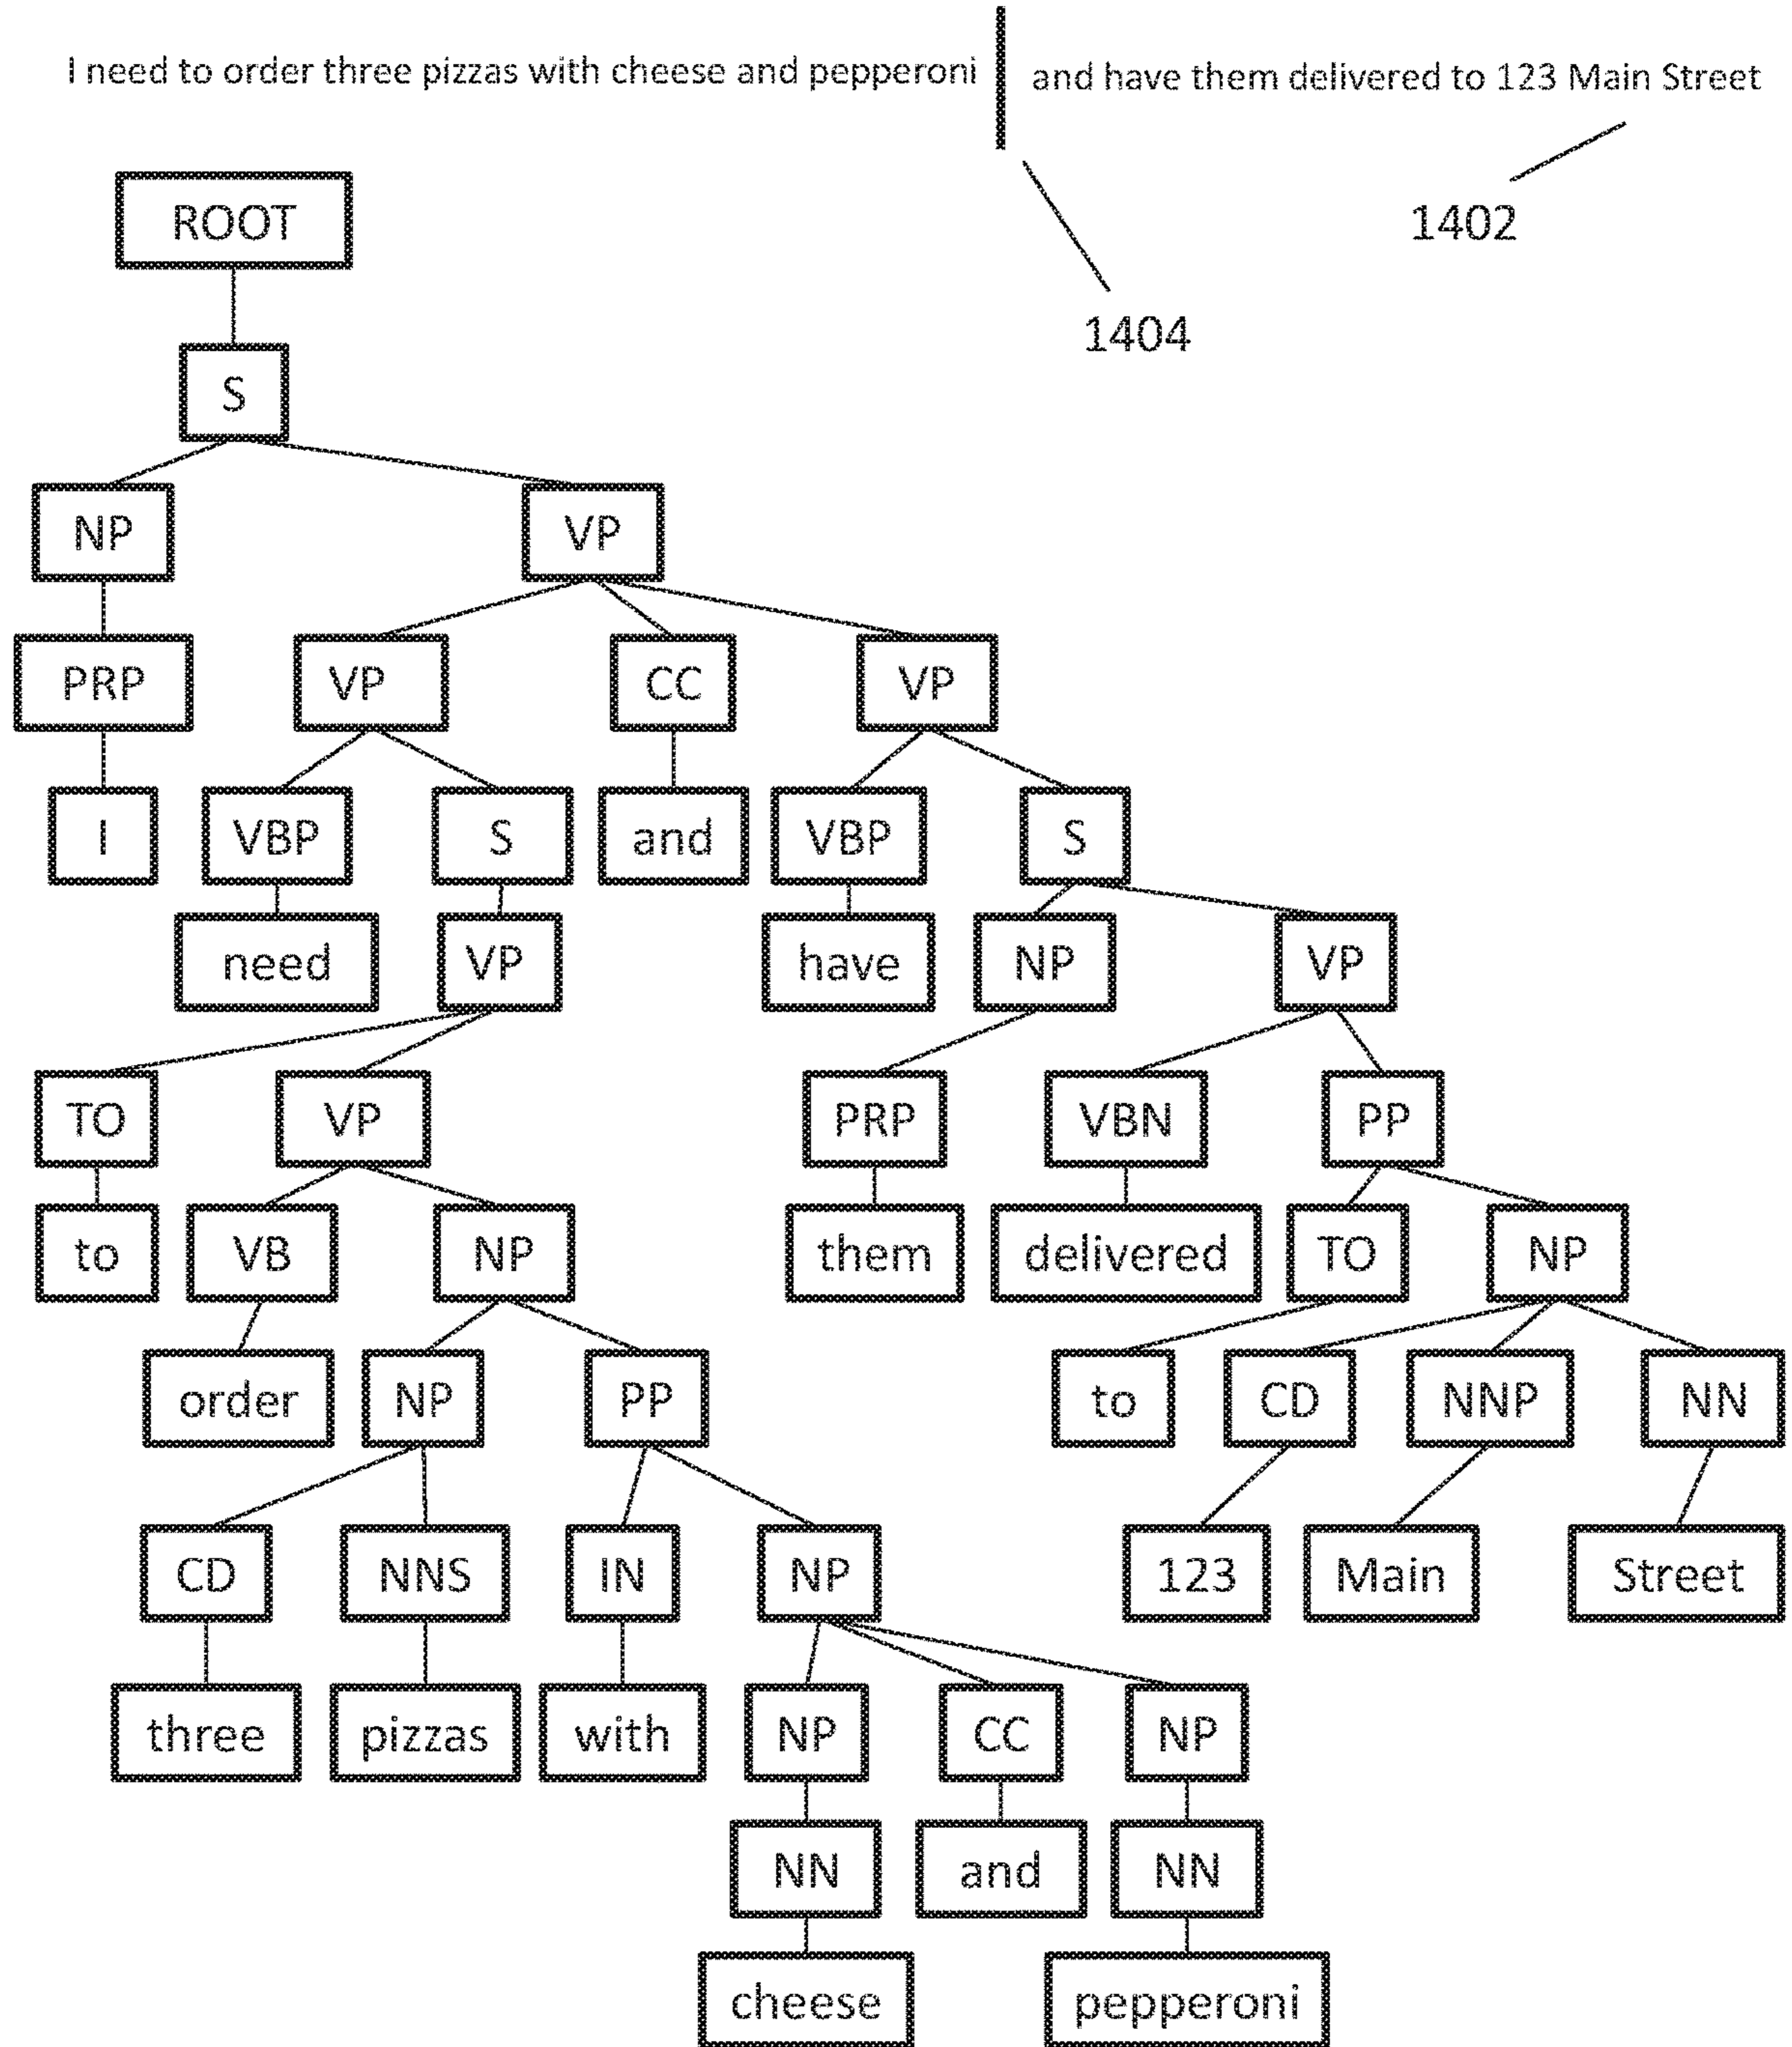 I need to order three pizzas with cheese and pepperoni and have them delivered to 123 Main Street
ROOT 1402
1404
S
NP VP
PRP VP CC VP
I VBP S and VBP S
need VP have NP VP
TO VP PRP VBN PP
to VB NP them delivered TO NP
order NP PP to CD NNP NN
CD NNS IN NP 123 Main Street
three pizzas with NP CC NP
NN and NN
cheese pepperoni